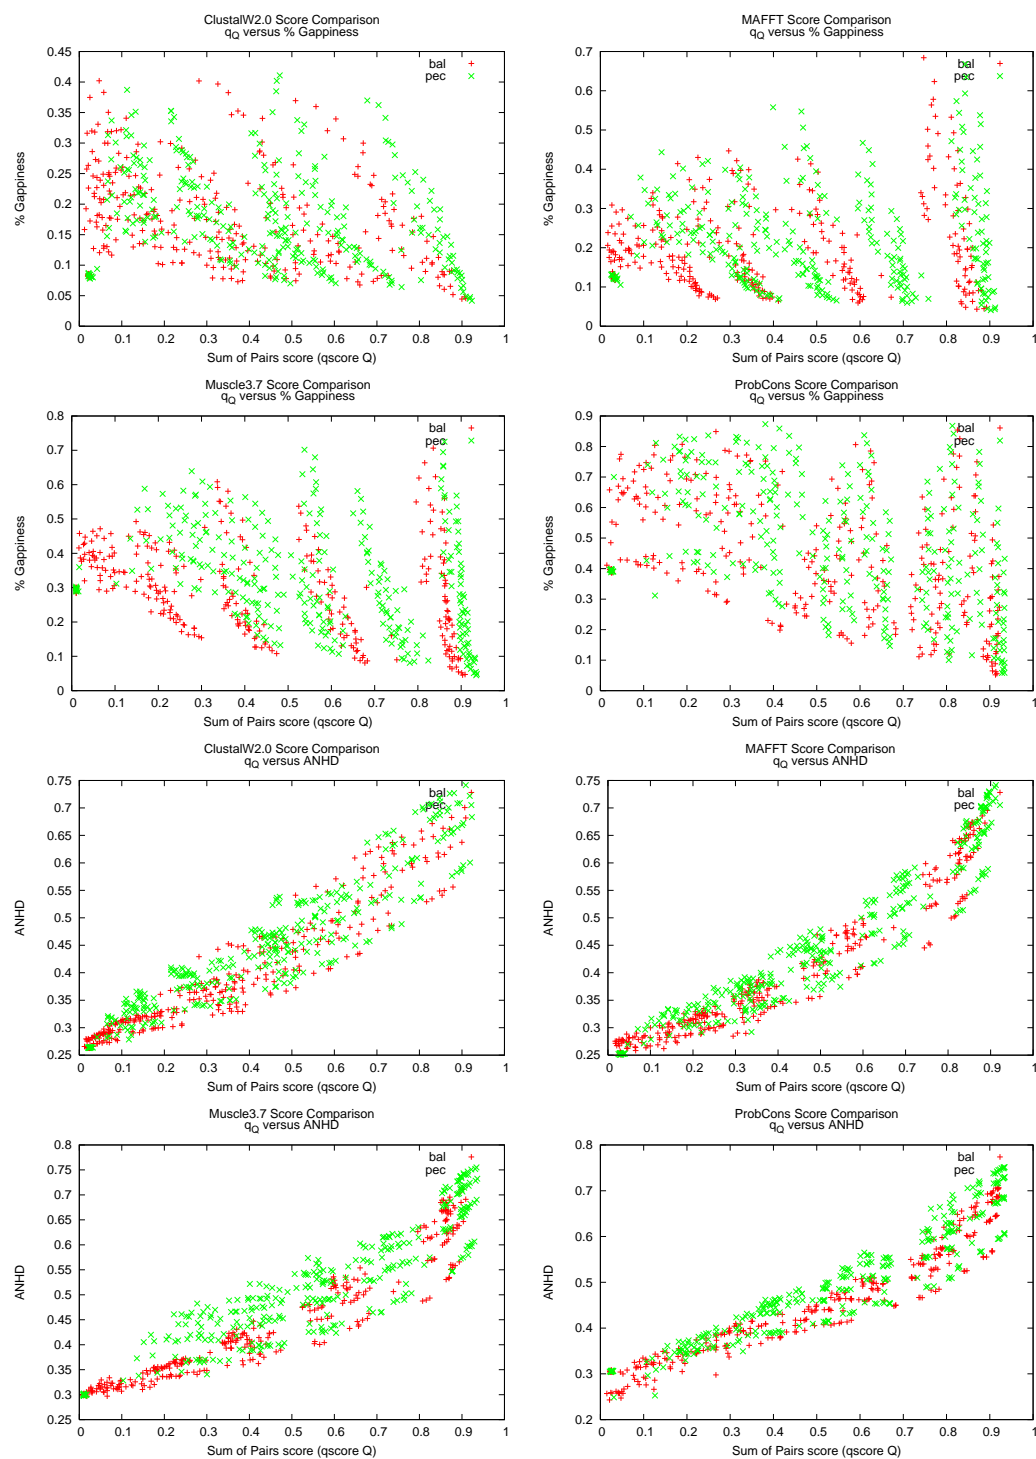 ClustalW2.0 Score Comparison
q_Q versus % Gappiness
% Gappiness
0.45
0.4
0.35
0.3
0.25
0.2
0.15
0.1
0.05
0
bal
pec
0 0.1 0.2 0.3 0.4 0.5 0.6 0.7 0.8 0.9 1
Sum of Pairs score (qscore Q)
MAFFT Score Comparison
q_Q versus % Gappiness
% Gappiness
0.7
0.6
0.5
0.4
0.3
0.2
0.1
0
bal
pec
0 0.1 0.2 0.3 0.4 0.5 0.6 0.7 0.8 0.9 1
Sum of Pairs score (qscore Q)
Muscle3.7 Score Comparison
q_Q versus % Gappiness
% Gappiness
0.8
0.7
0.6
0.5
0.4
0.3
0.2
0.1
0
bal
pec
0 0.1 0.2 0.3 0.4 0.5 0.6 0.7 0.8 0.9 1
Sum of Pairs score (qscore Q)
ProbCons Score Comparison
q_Q versus % Gappiness
% Gappiness
0.9
0.8
0.7
0.6
0.5
0.4
0.3
0.2
0.1
0
bal
pec
0 0.1 0.2 0.3 0.4 0.5 0.6 0.7 0.8 0.9 1
Sum of Pairs score (qscore Q)
ClustalW2.0 Score Comparison
q_Q versus ANHD
ANHD
0.75
0.7
0.65
0.6
0.55
0.5
0.45
0.4
0.35
0.3
0.25
bal
pec
0 0.1 0.2 0.3 0.4 0.5 0.6 0.7 0.8 0.9 1
Sum of Pairs score (qscore Q)
MAFFT Score Comparison
q_Q versus ANHD
ANHD
0.75
0.7
0.65
0.6
0.55
0.5
0.45
0.4
0.35
0.3
0.25
bal
pec
0 0.1 0.2 0.3 0.4 0.5 0.6 0.7 0.8 0.9 1
Sum of Pairs score (qscore Q)
Muscle3.7 Score Comparison
q_Q versus ANHD
ANHD
0.8
0.75
0.7
0.65
0.6
0.55
0.5
0.45
0.4
0.35
0.3
0.25
bal
pec
0 0.1 0.2 0.3 0.4 0.5 0.6 0.7 0.8 0.9 1
Sum of Pairs score (qscore Q)
ProbCons Score Comparison
q_Q versus ANHD
ANHD
0.8
0.7
0.6
0.5
0.4
0.3
0.2
bal
pec
0 0.1 0.2 0.3 0.4 0.5 0.6 0.7 0.8 0.9 1
Sum of Pairs score (qscore Q)